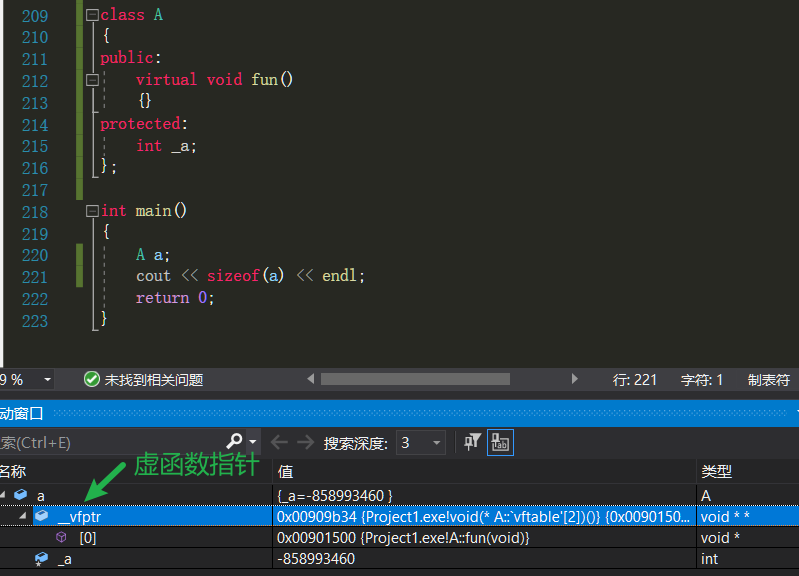 209 class A
210 {
211 public:
212 virtual void fun()
213 {}
214 protected:
215 int _a;
216 };
217
218 int main()
219 {
220 A a;
221 cout << sizeof(a) << endl;
222 return 0;
223 }
9 % 未找到相关问题 行: 221 字符: 1 制表符
动窗口
索(Ctrl+E) 搜索深度: 3
虚函数指针
名称 值 类型
a {_a=-858993460 } A
__vfptr 0x00909b34 {Project1.exe!void(* A::`vftable'[2])()} {0x0090150... void * *
[0] 0x00901500 {Project1.exe!A::fun(void)} void *
_a -858993460 int